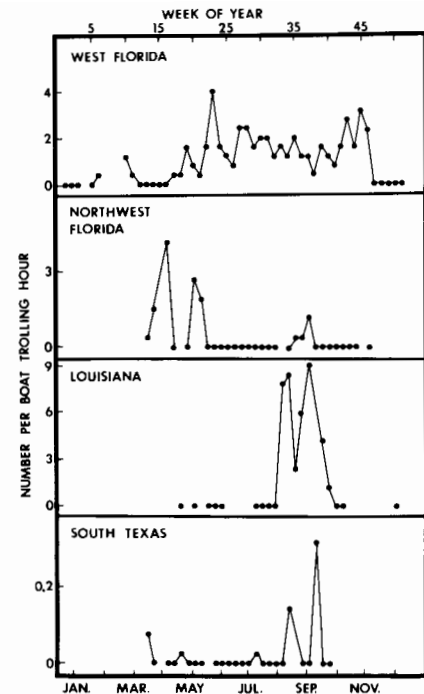 WEEK OF YEAR
5 15 25 35 45
WEST FLORIDA
4
2
0
NORTHWEST
FLORIDA
3
0
LOUISIANA
9
6
3
0
SOUTH TEXAS
0,2
0
NUMBER PER BOAT TROLLING HOUR
JAN. MAR. MAY JUL. SEP. NOV.